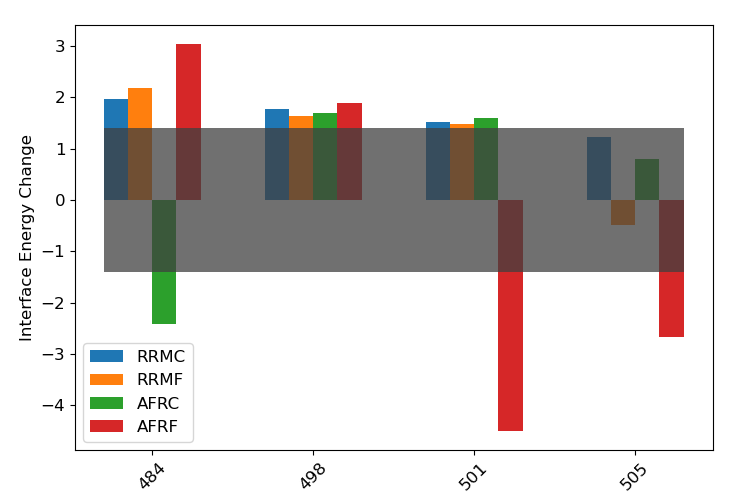 Interface Energy Change
3
2
1
0
−1
−2
−3
−4
RRMC
RRMF
AFRC
AFRF
484
498
501
505